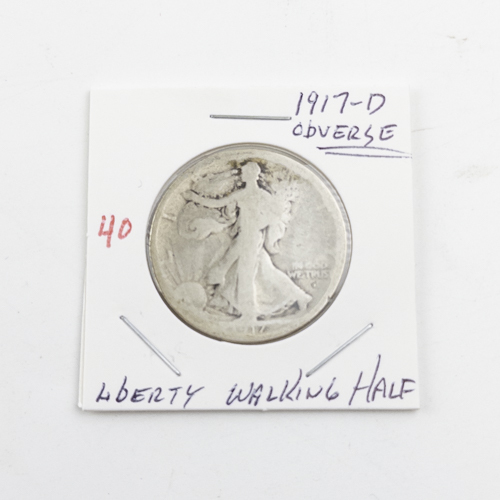 1917-D
OBVERSE
40
IN GOD
WE TRUST
1917
LIBERTY WALKING HALF